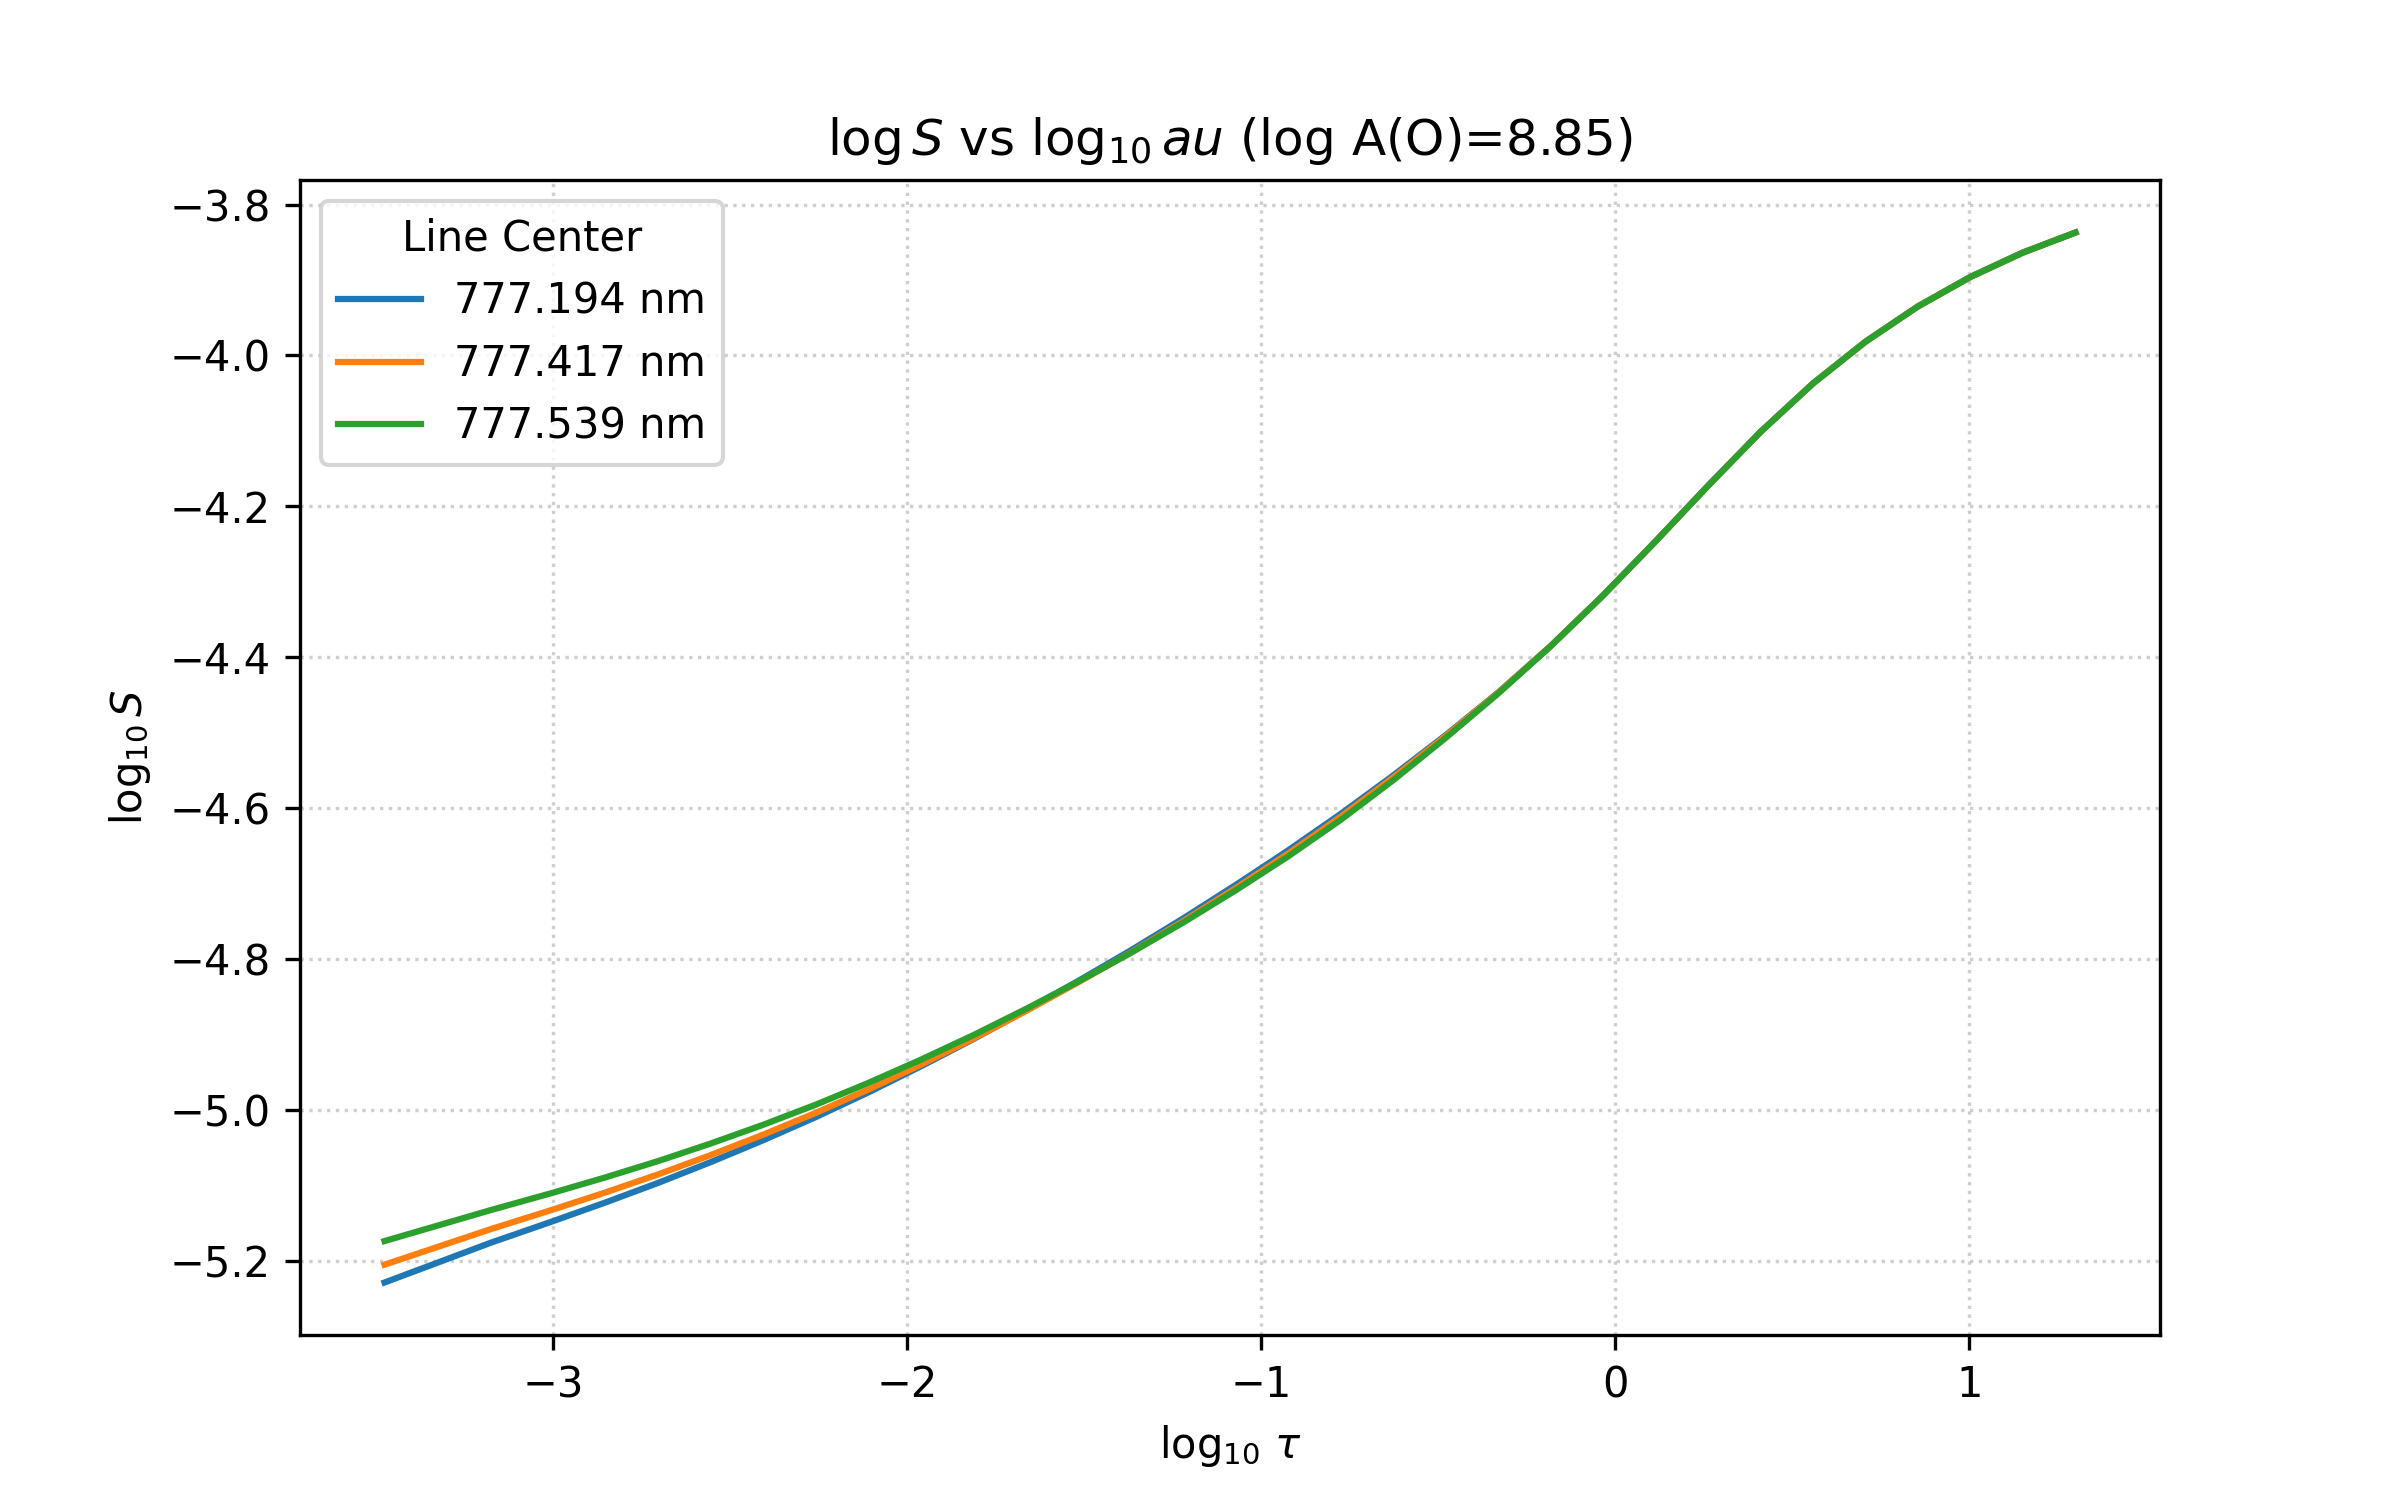 log S vs log₁₀ au (log A(O)=8.85)
Line Center
777.194 nm
777.417 nm
777.539 nm
−3.8
−4.0
−4.2
−4.4
−4.6
−4.8
−5.0
−5.2
log₁₀ S
−3 −2 −1 0 1
log₁₀ τ